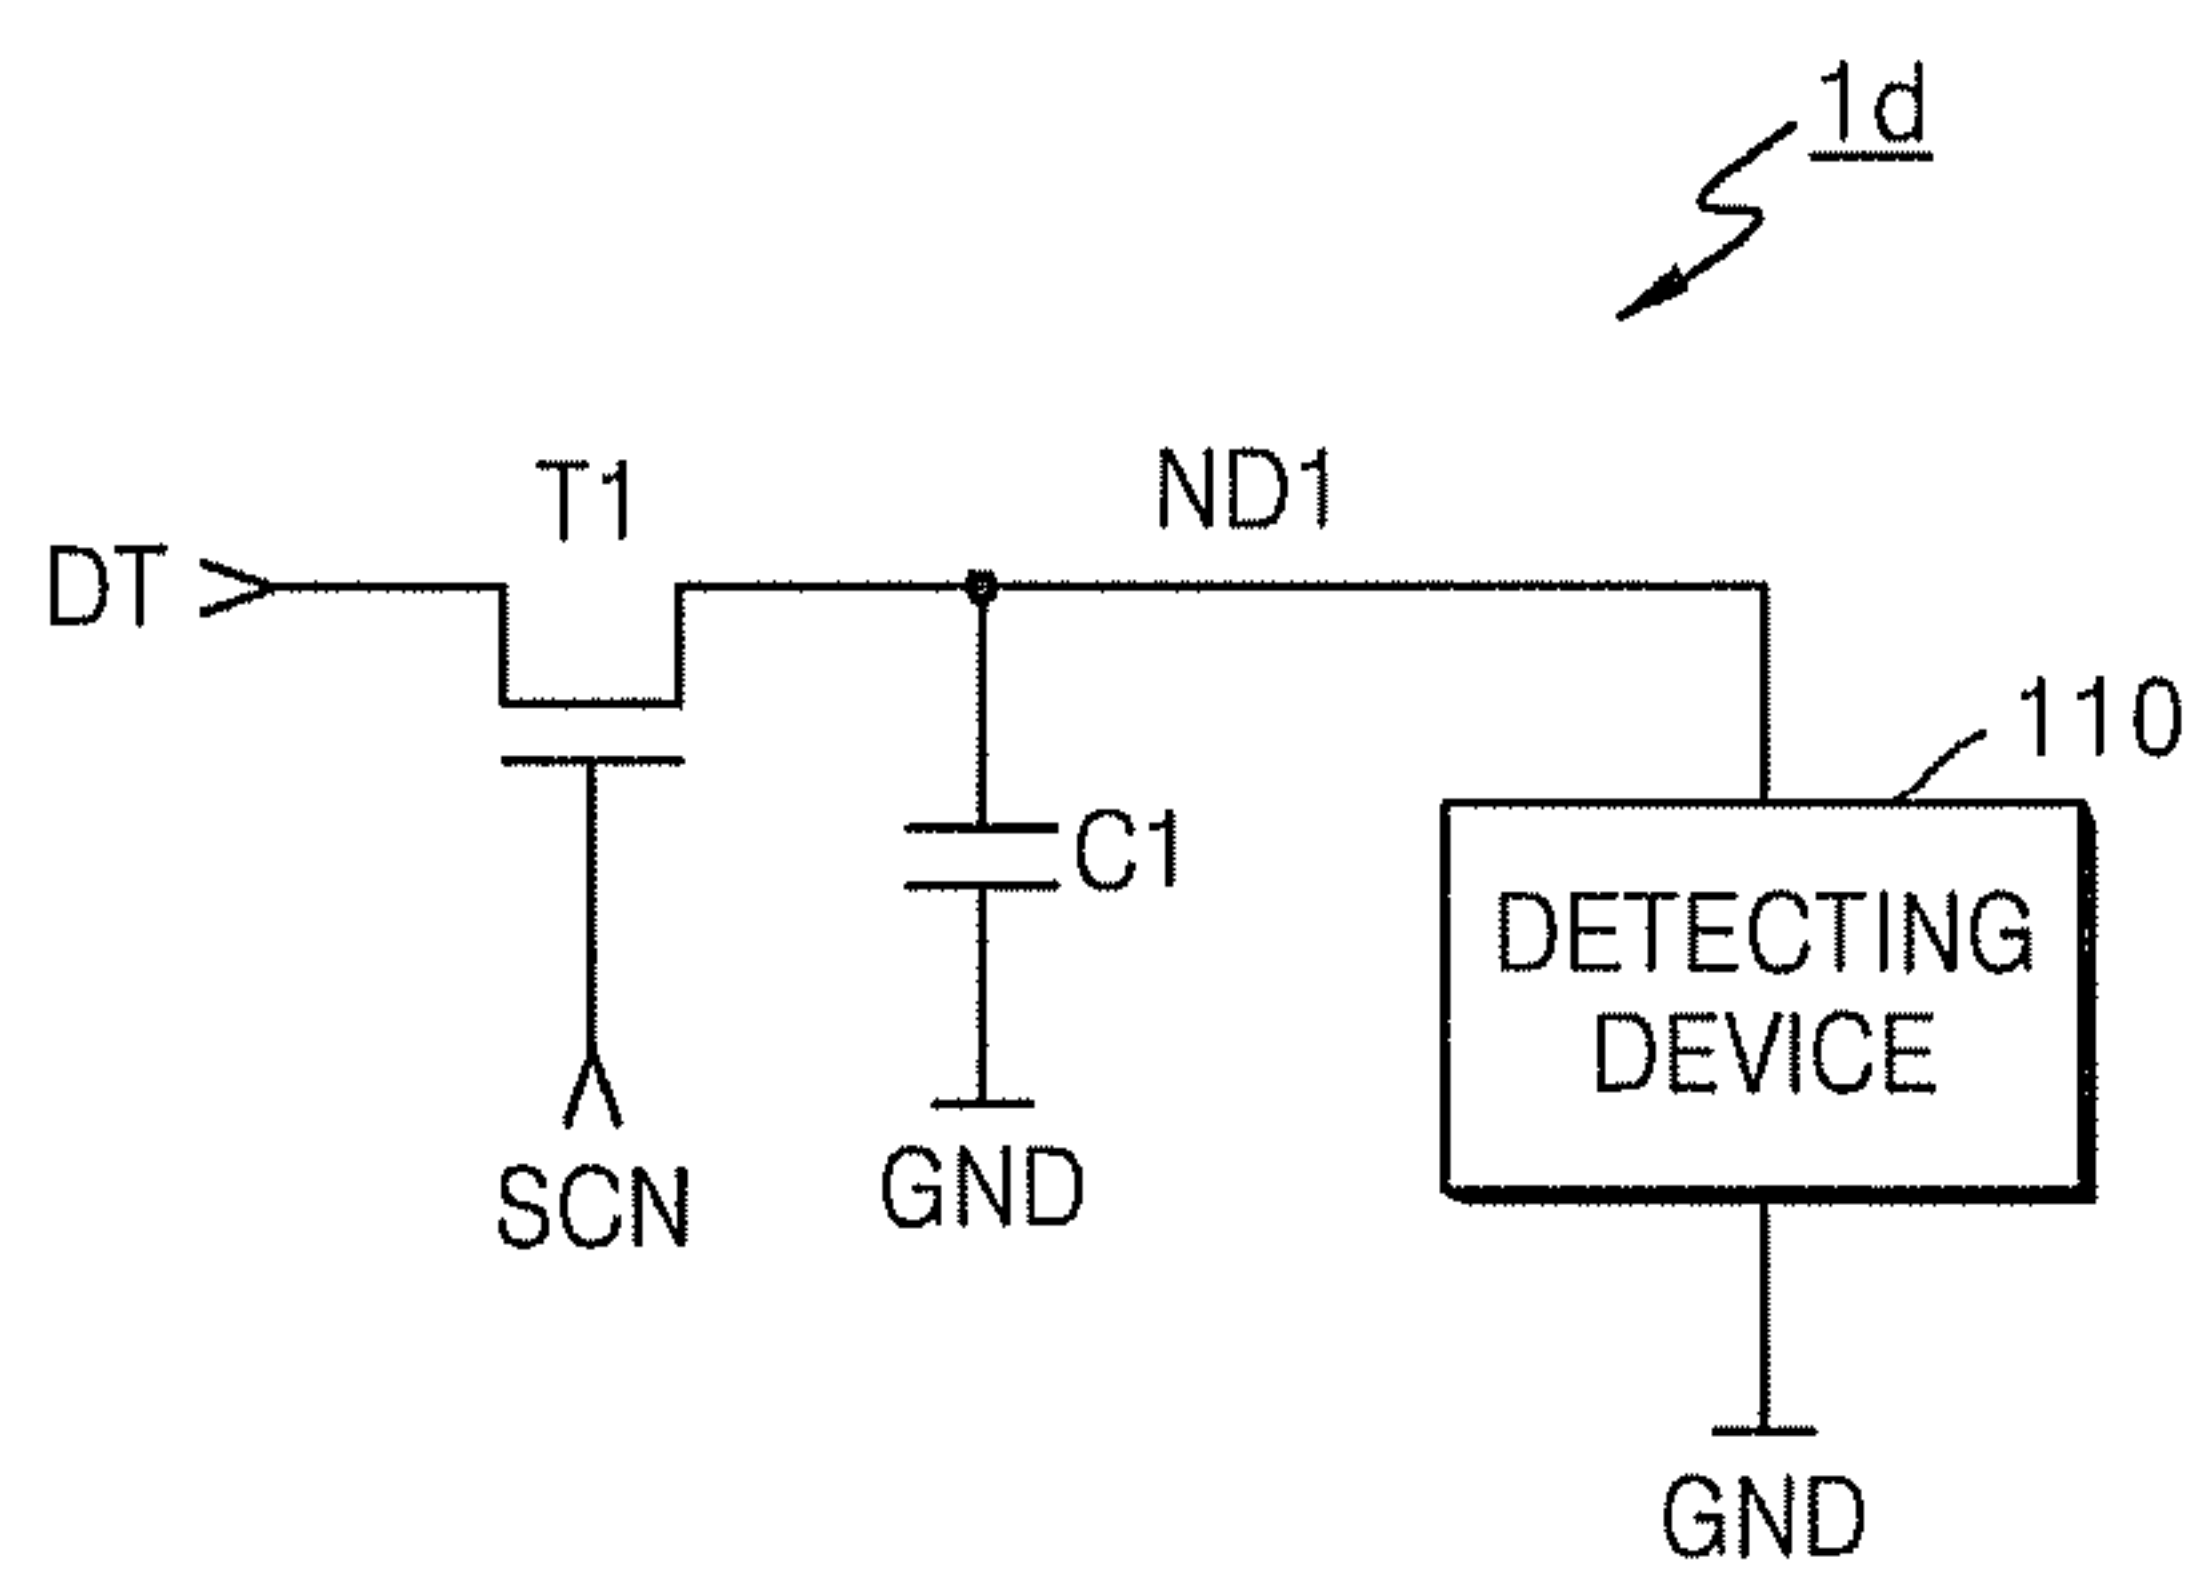 1d
T1
ND1
DT
110
C1
DETECTING
DEVICE
SCN
GND
GND